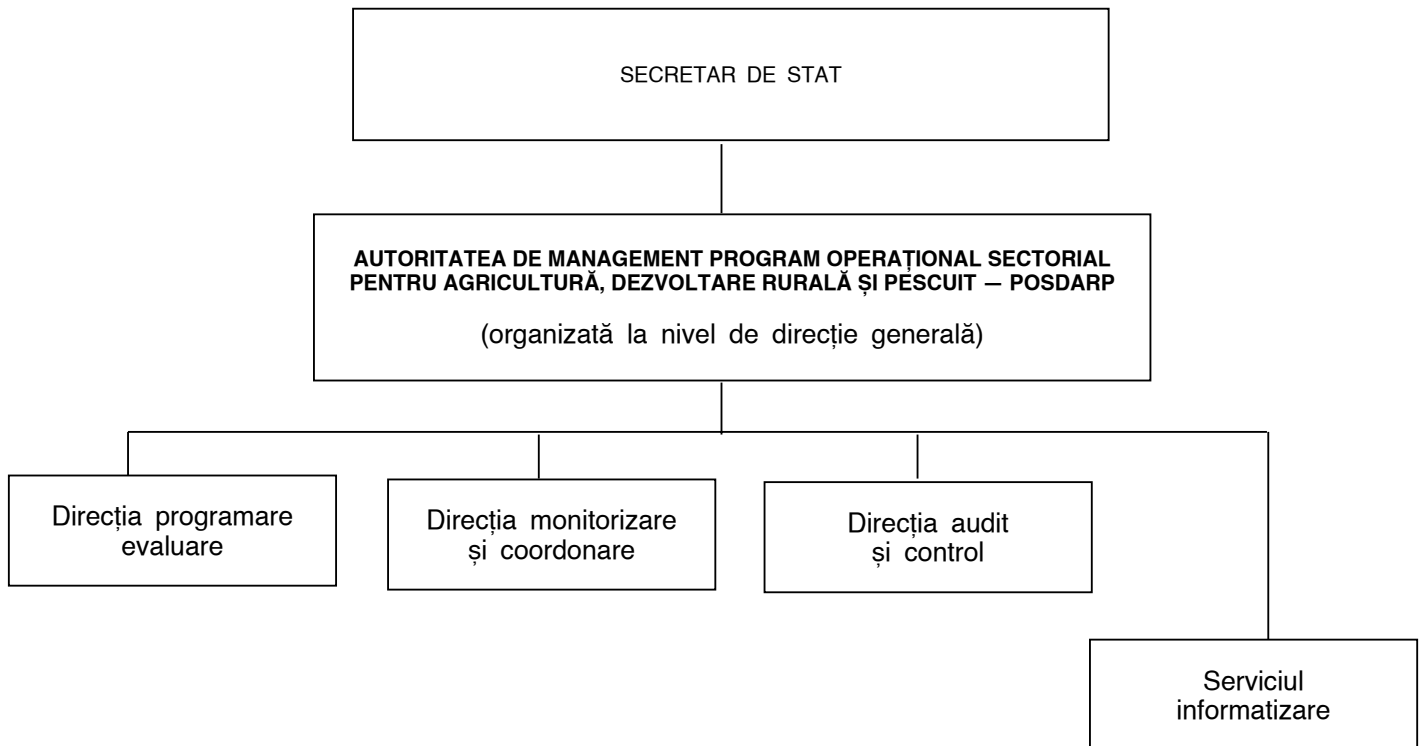 SECRETAR DE STAT
AUTORITATEA DE MANAGEMENT PROGRAM OPERAȚIONAL SECTORIAL
PENTRU AGRICULTURĂ, DEZVOLTARE RURALĂ ȘI PESCUIT — POSDARP
(organizată la nivel de direcție generală)
Direcția programare
evaluare
Direcția monitorizare
și coordonare
Direcția audit
și control
Serviciul
informatizare